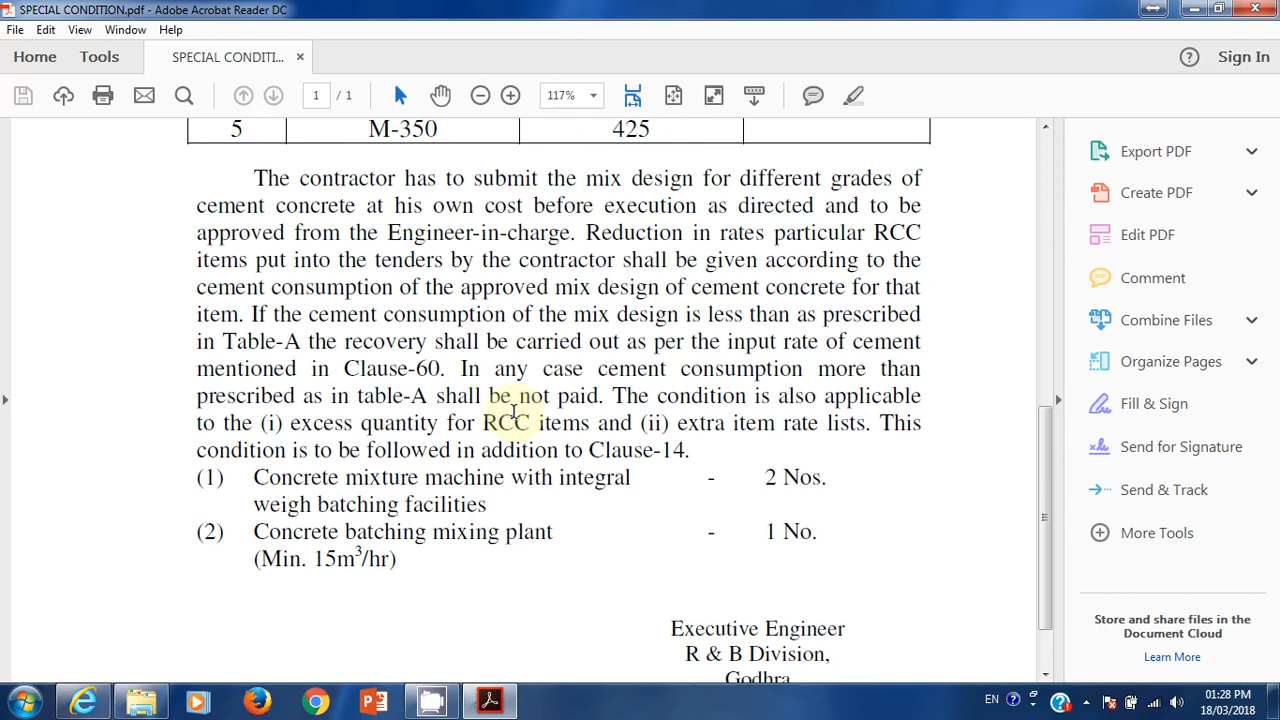 SPECIAL CONDITION.pdf - Adobe Acrobat Reader DC
File Edit View Window Help
Home Tools SPECIAL CONDITI... × Sign In
1 / 1 117%
5 M-350 425
The contractor has to submit the mix design for different grades of
cement concrete at his own cost before execution as directed and to be
approved from the Engineer-in-charge. Reduction in rates particular RCC
items put into the tenders by the contractor shall be given according to the
cement consumption of the approved mix design of cement concrete for that
item. If the cement consumption of the mix design is less than as prescribed
in Table-A the recovery shall be carried out as per the input rate of cement
mentioned in Clause-60. In any case cement consumption more than
prescribed as in table-A shall be not paid. The condition is also applicable
to the (i) excess quantity for RCC items and (ii) extra item rate lists. This
condition is to be followed in addition to Clause-14.
(1) Concrete mixture machine with integral - 2 Nos.
weigh batching facilities
(2) Concrete batching mixing plant - 1 No.
(Min. 15m³/hr)
Executive Engineer
R & B Division,
Godhra
Export PDF
Create PDF
Edit PDF
Comment
Combine Files
Organize Pages
Fill & Sign
Send for Signature
Send & Track
More Tools
Store and share files in the
Document Cloud
Learn More
EN 01:28 PM
18/03/2018